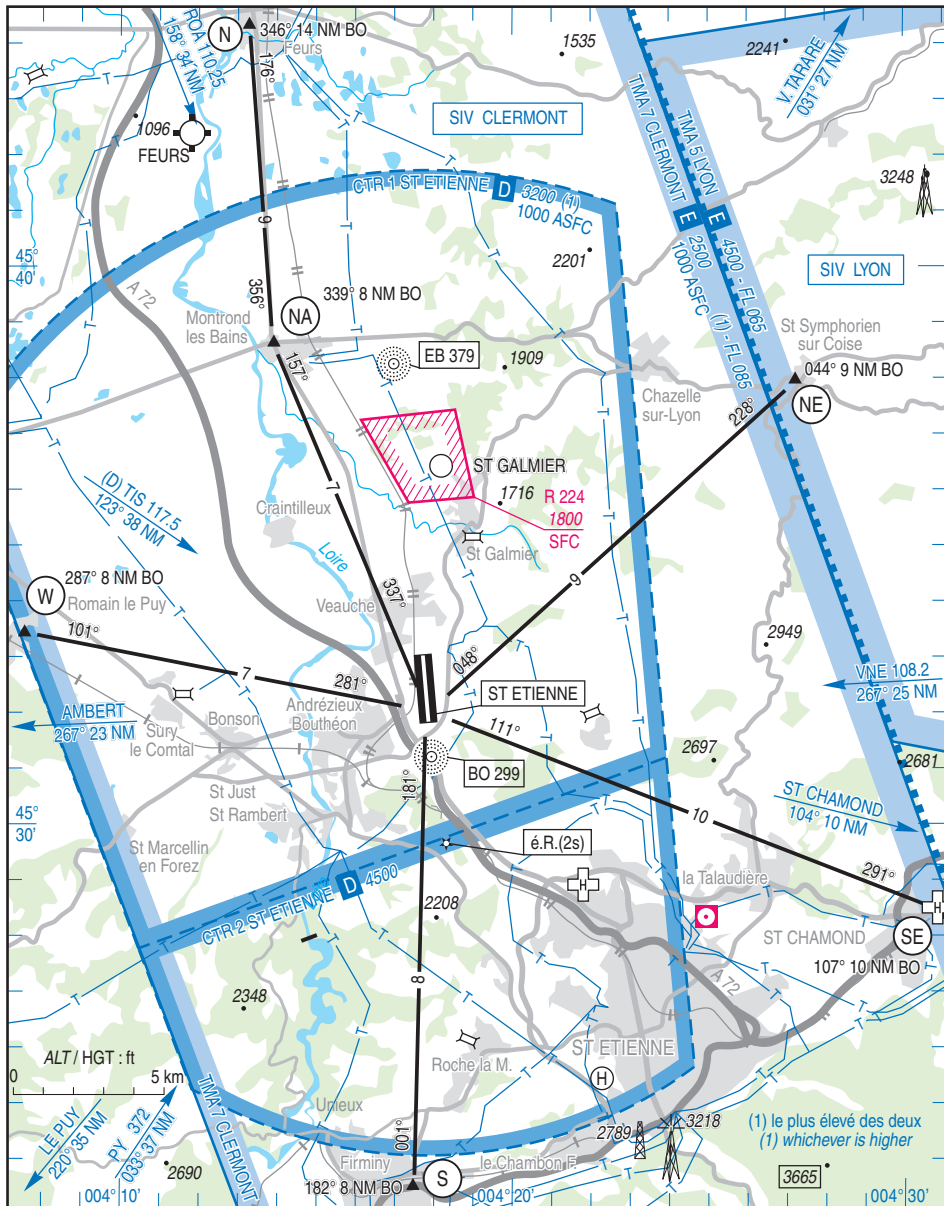 N
346° 14 NM BO
Feurs
ROA 110.25
158° 34 NM
176°
1535
2241
V. TARARE
031° 27 NM
SIV CLERMONT
1096
FEURS
TMA 7 CLERMONT
TMA 5 LYON
3248
CTR 1 ST ETIENNE D 3200 (1)
1000 ASFC
E
E
2500
1000 ASFC
(1) - FL 085
4500 - FL 065
9
2201
SIV LYON
45°
40'
A 72
356°
339° 8 NM BO
NA
Montrond
les Bains
St Symphorien
sur Coise
157°
EB 379
1909
044° 9 NM BO
NE
Chazelle
sur-Lyon
228°
ST GALMIER
1716
R 224
1800
SFC
(D) TIS 117.5
123° 38 NM
7
Craintilleux
St Galmier
Loire
9
287° 8 NM BO
W
Romain le Puy
Veauche
337°
101°
2949
048°
7
281°
ST ETIENNE
VNE 108.2
267° 25 NM
Andrézieux
Bouthéon
111°
AMBERT
267° 23 NM
Bonson
Sury
le Comtal
2697
2681
BO 299
181°
St Just
St Rambert
ST CHAMOND
104° 10 NM
45°
30'
10
St Marcellin
en Forez
é.R.(2s)
H
la Talaudière
291°
H
CTR 2 ST ETIENNE D 4500
2208
ST CHAMOND
SE
107° 10 NM BO
8
A 72
2348
ST ETIENNE
ALT / HGT : ft
Roche la M.
H
0
5 km
TMA 7 CLERMONT
Unieux
001°
LE PUY
220° 35 NM
P.Y. 372
033° 37 NM
2789
3218
(1) le plus élevé des deux
(1) whichever is higher
2690
Firminy
le Chambon F.
3665
182° 8 NM BO
S
004° 10'
004° 20'
004° 30'